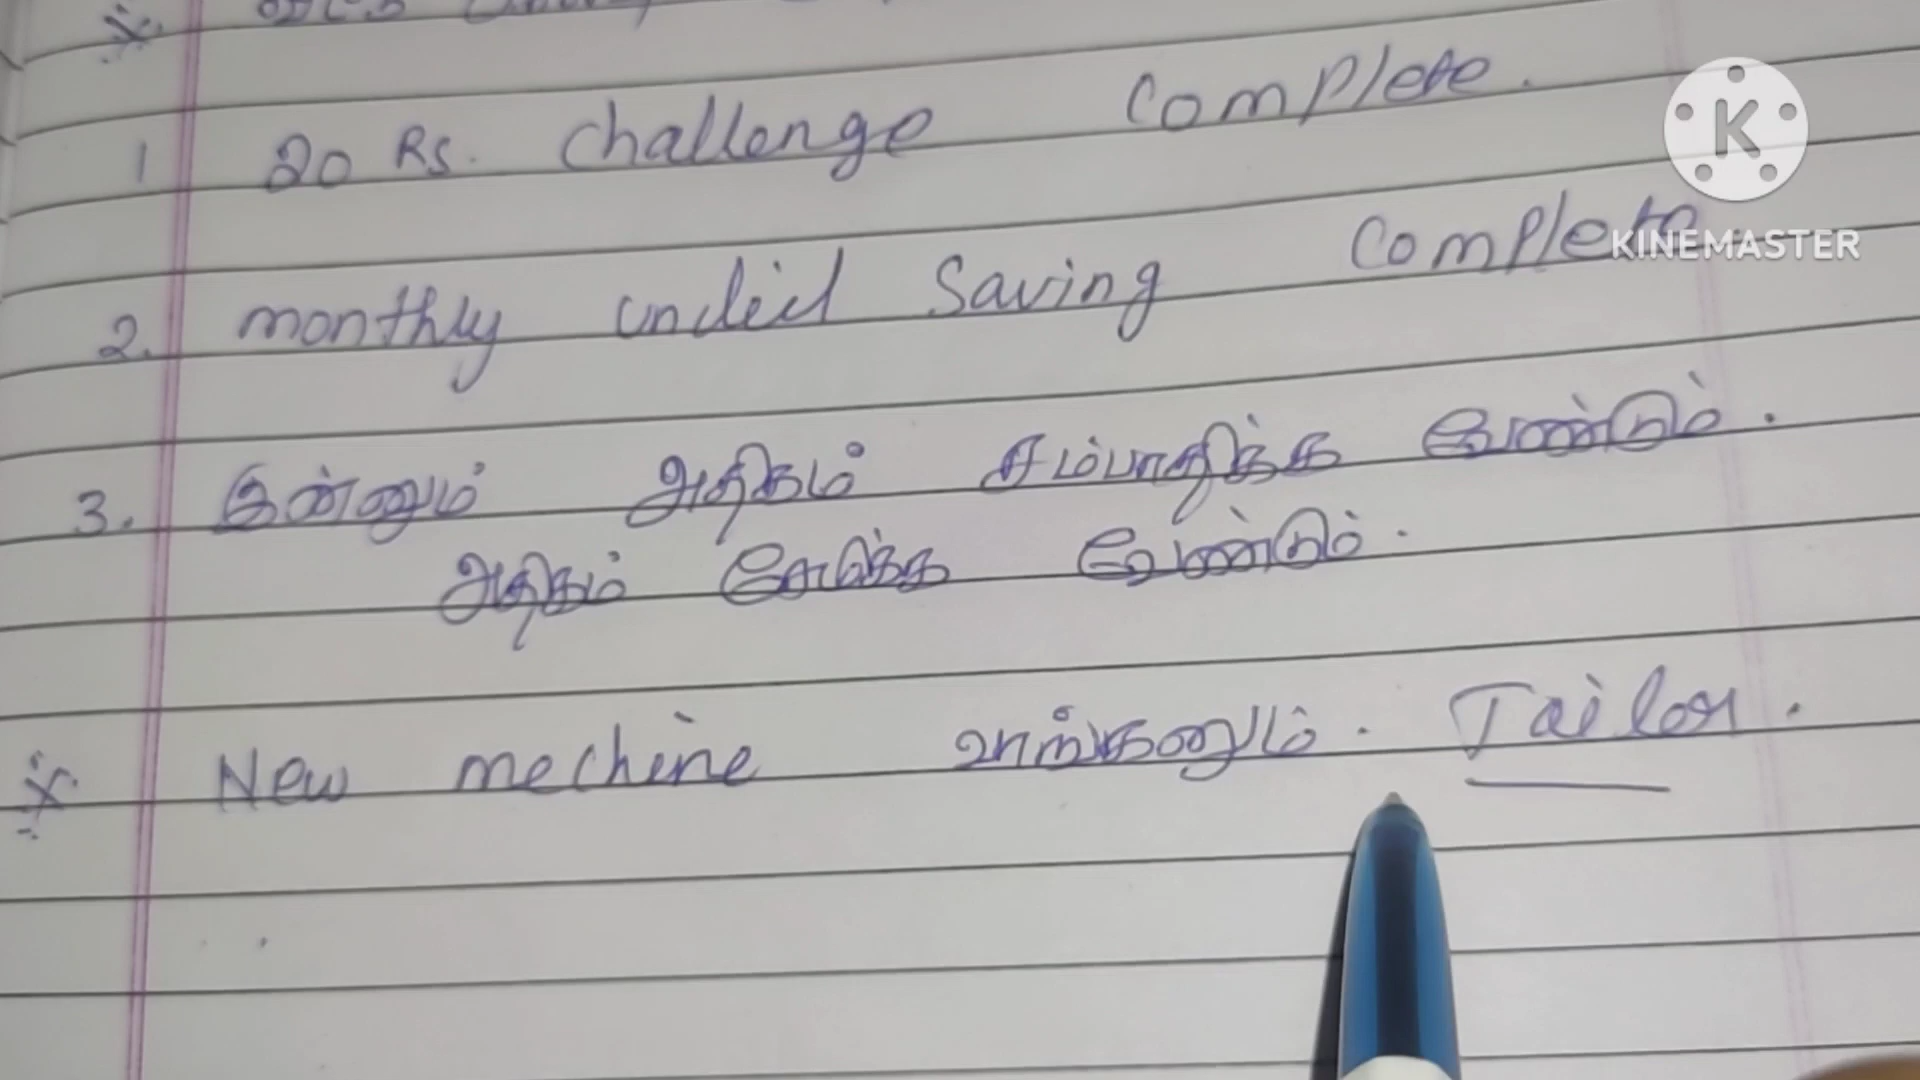 1 20 Rs. challenge complete.
2. monthly undial Saving complete
3. இன்னும் அதிகம் சம்பாதிக்க வேண்டும்.
அதிகம் சேமிக்க வேண்டும்.
New mechine வாங்கனும். Tailor.
K
KINEMASTER